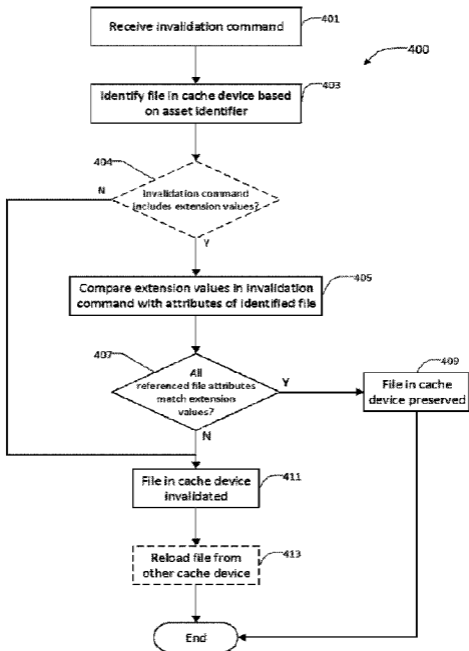 Receive invalidation command
401
400
Identify file in cache device based
on asset identifier
403
404
N
Invalidation command
includes extension values?
Y
Compare extension values in invalidation
command with attributes of identified file
405
407
All
referenced file attributes
match extension
values?
Y
N
409
File in cache
device preserved
File in cache device
invalidated
411
Reload file from
other cache device
413
End